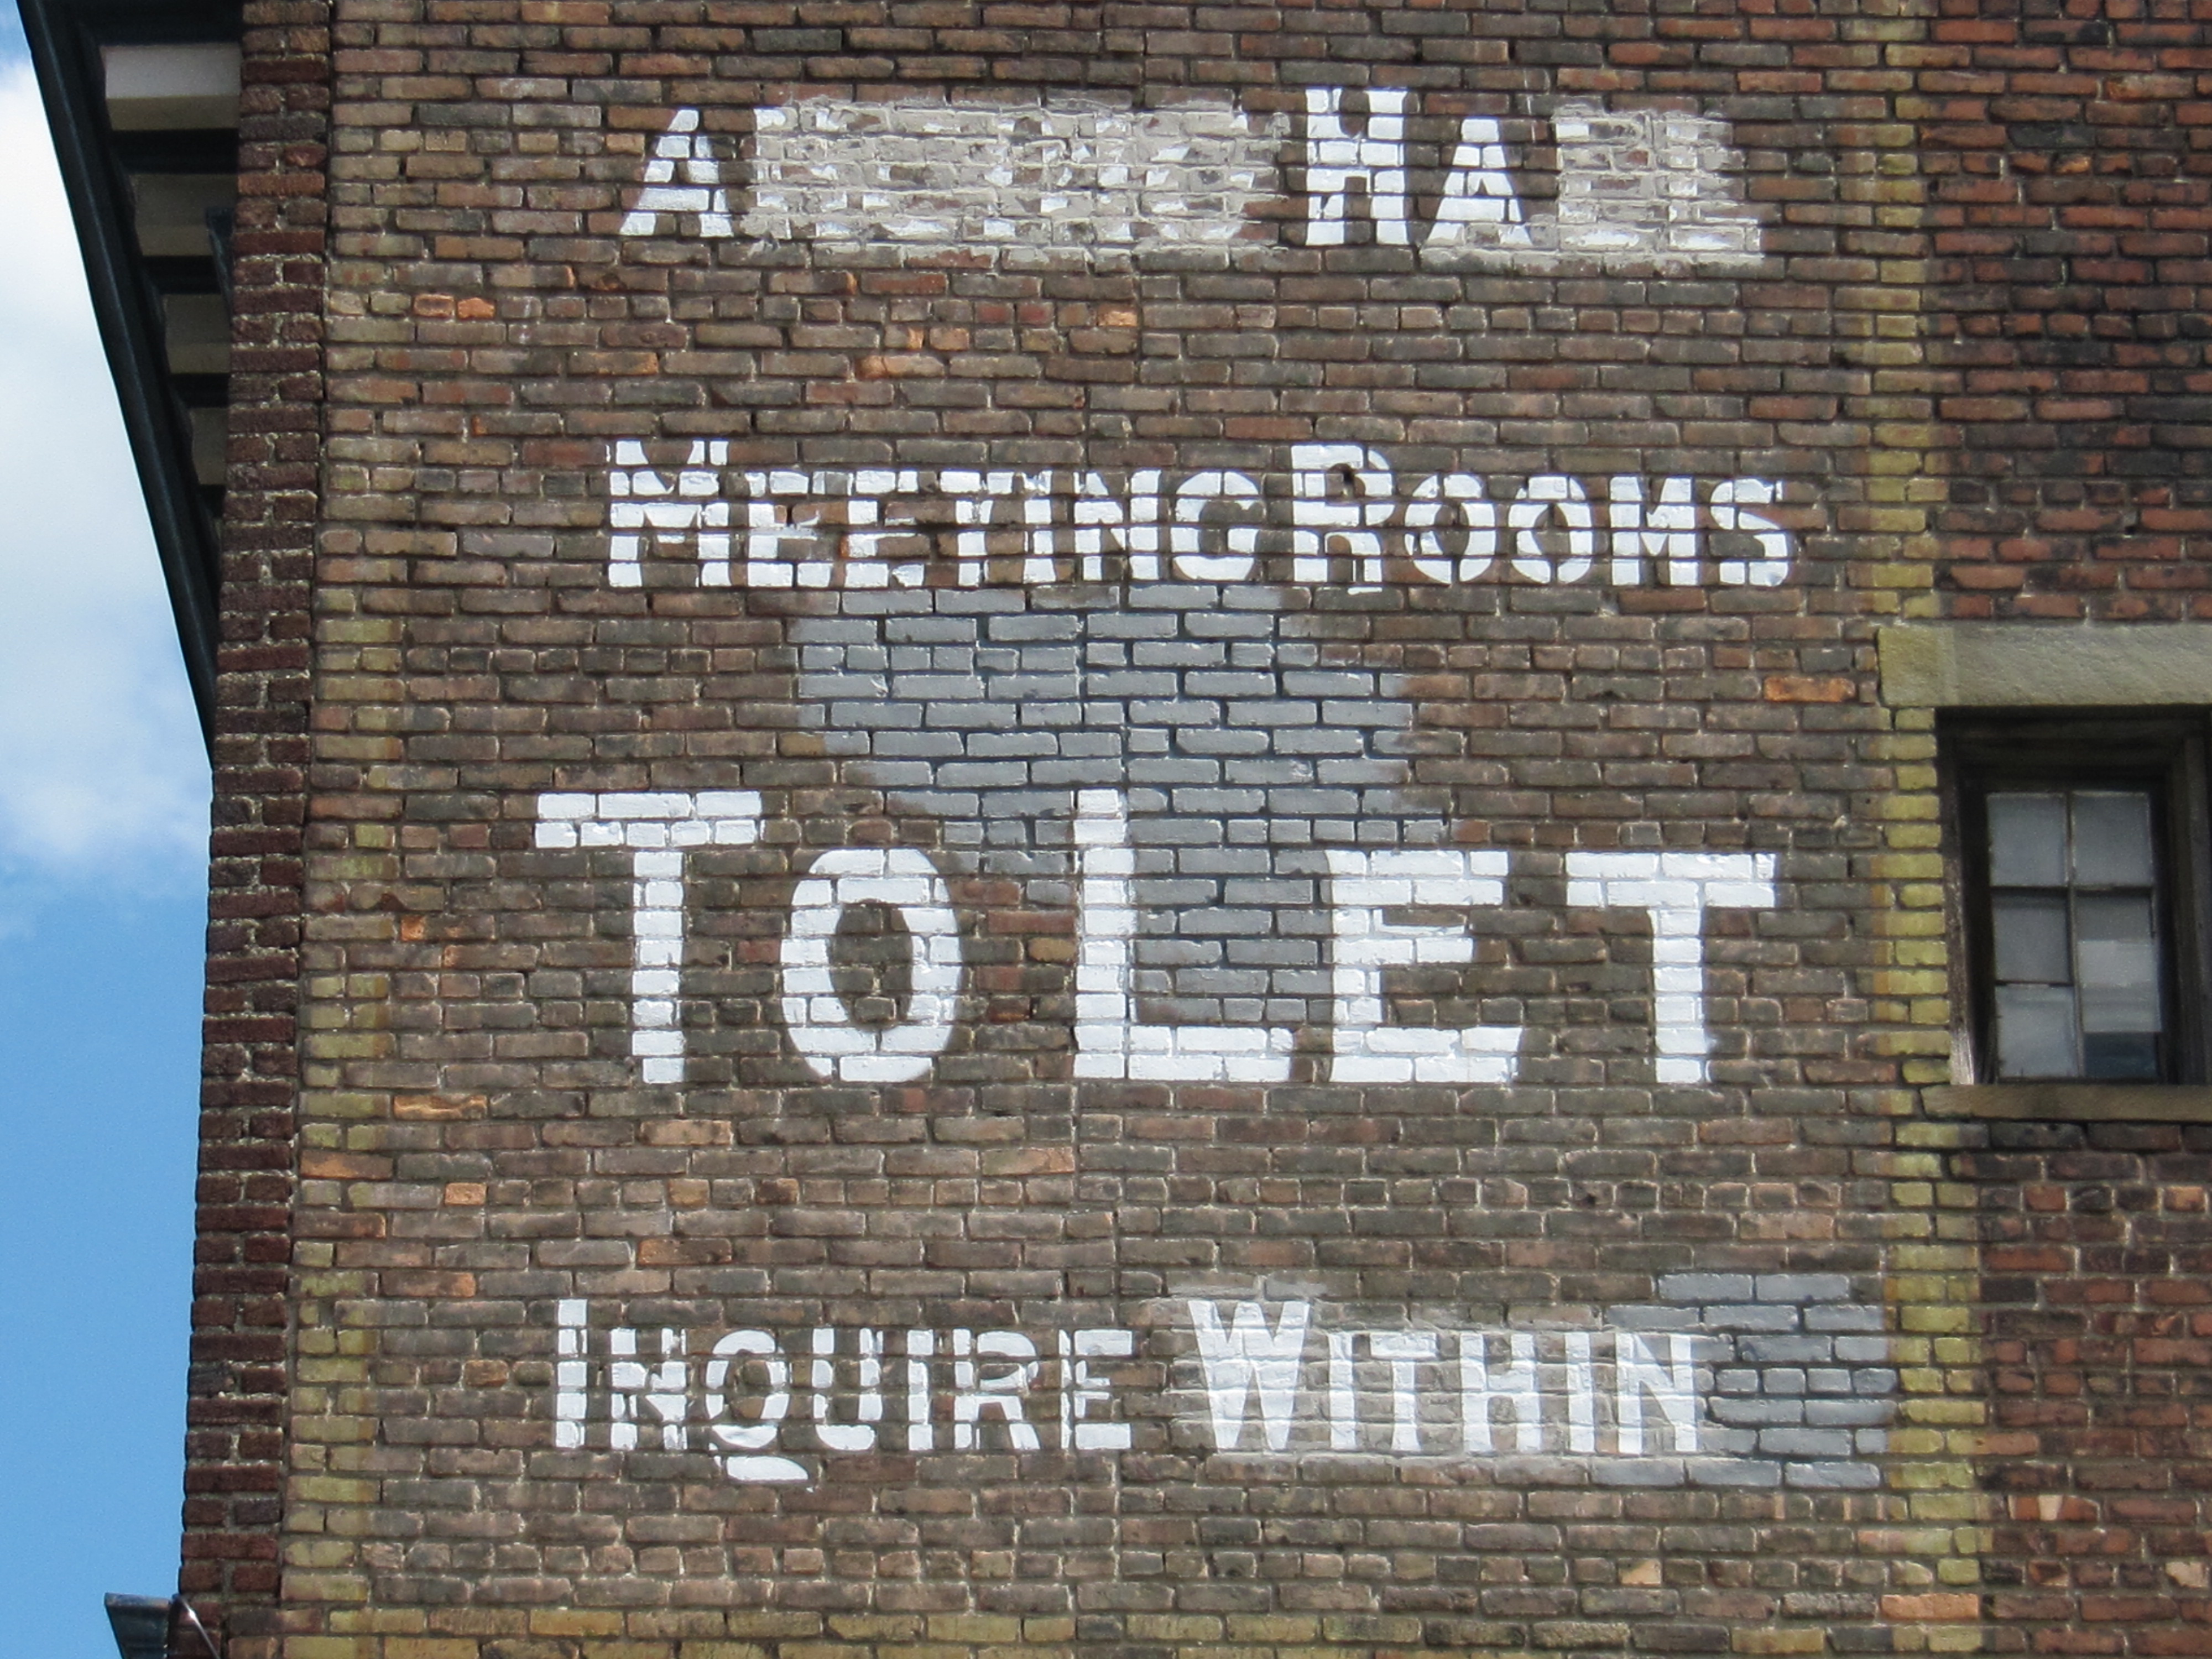 Meeting Rooms
To Let
Inquire Within